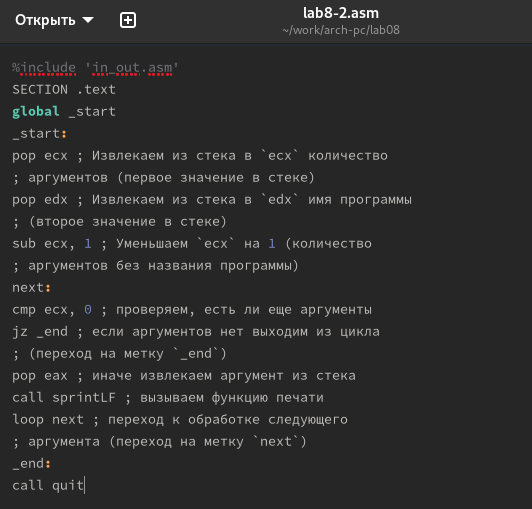 Открыть
lab8-2.asm
~/work/arch-pc/lab08
%include 'in_out.asm'
SECTION .text
global _start
_start:
pop ecx ; Извлекаем из стека в `ecx` количество
; аргументов (первое значение в стеке)
pop edx ; Извлекаем из стека в `edx` имя программы
; (второе значение в стеке)
sub ecx, 1 ; Уменьшаем `ecx` на 1 (количество
; аргументов без названия программы)
next:
cmp ecx, 0 ; проверяем, есть ли еще аргументы
jz _end ; если аргументов нет выходим из цикла
; (переход на метку `_end`)
pop eax ; иначе извлекаем аргумент из стека
call sprintLF ; вызываем функцию печати
loop next ; переход к обработке следующего
; аргумента (переход на метку `next`)
_end:
call quit